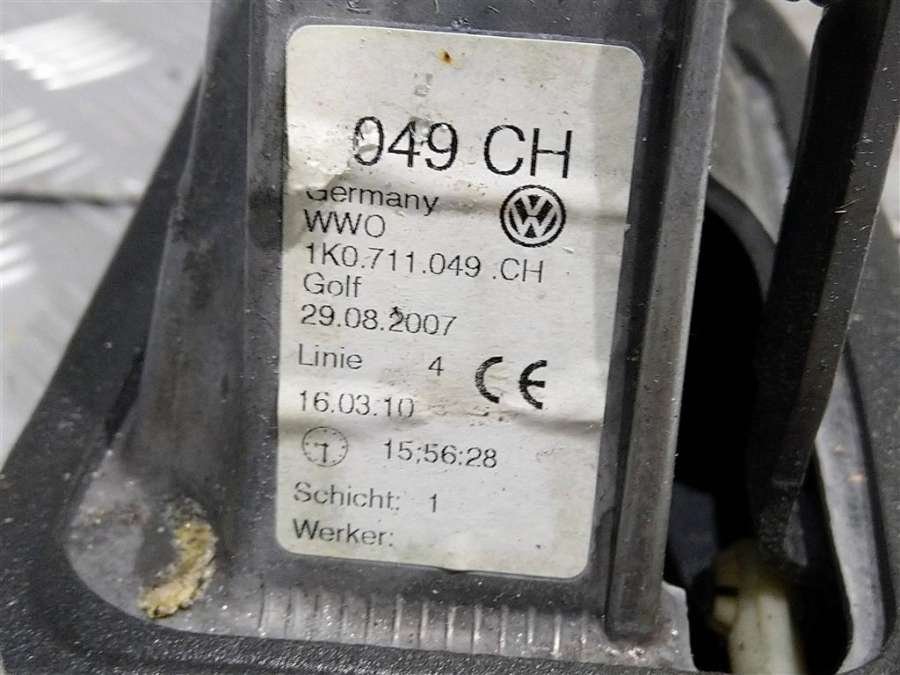 049 CH
Germany
WWO
1K0.711.049 .CH
Golf
29.08.2007
Linie 4 CE
16.03.10
15:56:28
Schicht: 1
Werker: